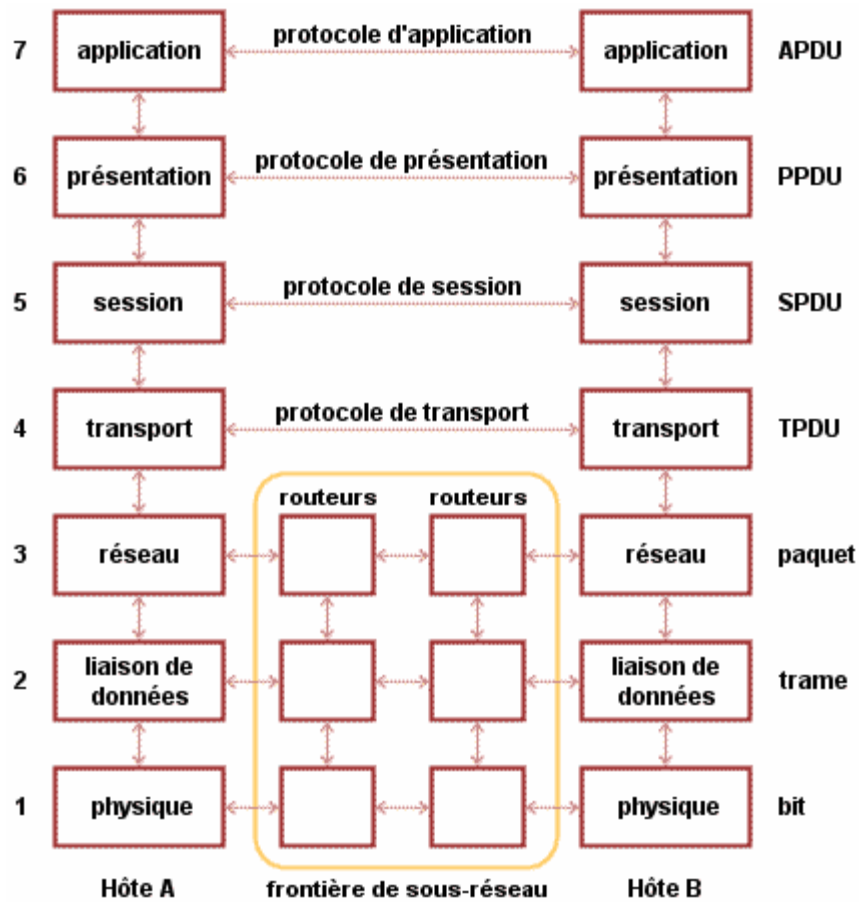 7 application protocole d'application application APDU
6 présentation protocole de présentation présentation PPDU
5 session protocole de session session SPDU
4 transport protocole de transport transport TPDU
routeurs routeurs
3 réseau réseau paquet
2 liaison de données liaison de données trame
1 physique physique bit
Hôte A frontière de sous-réseau Hôte B